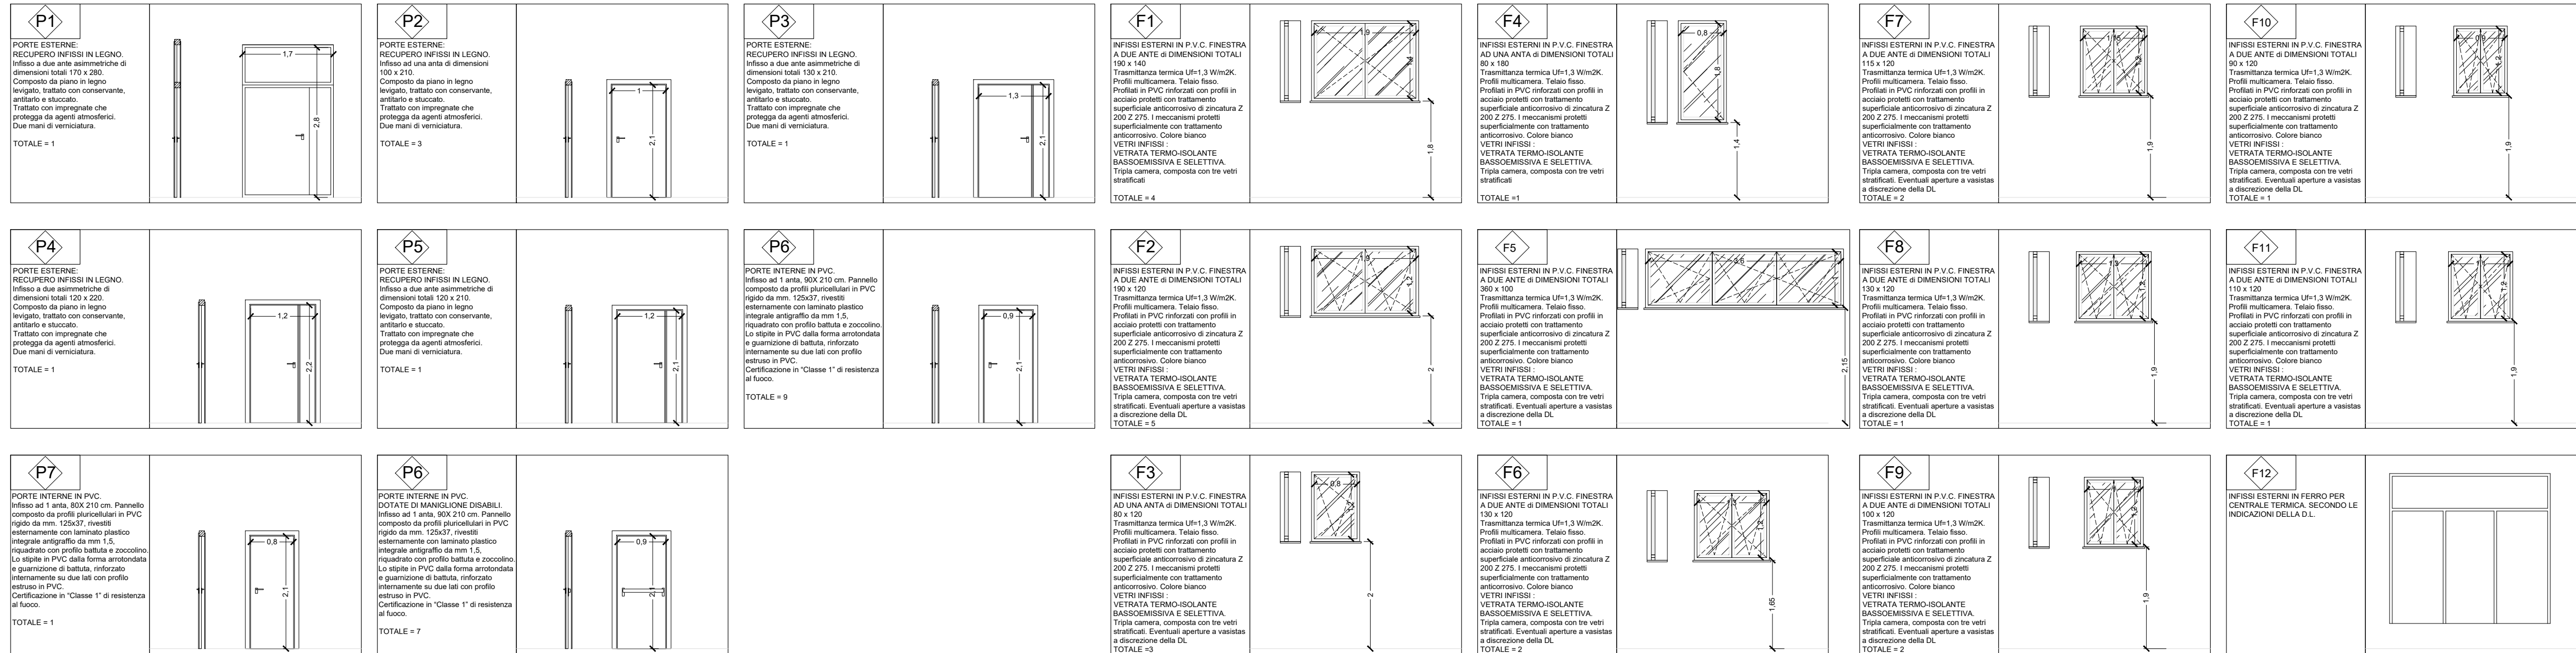 P1
PORTE ESTERNE:
RECUPERO INFISSI IN LEGNO.
Infisso a due ante asimmetriche di
dimensioni totali 170 x 280.
Composto da piano in legno
levigato, trattato con conservante,
antitarlo e stuccato.
Trattato con impregnate che
protegga da agenti atmosferici.
Due mani di verniciatura.
TOTALE = 1
1,7
2,8
P2
PORTE ESTERNE:
RECUPERO INFISSI IN LEGNO.
Infisso ad una anta di dimensioni
100 x 210.
Composto da piano in legno
levigato, trattato con conservante,
antitarlo e stuccato.
Trattato con impregnate che
protegga da agenti atmosferici.
Due mani di verniciatura.
TOTALE = 3
1
2,1
P3
PORTE ESTERNE:
RECUPERO INFISSI IN LEGNO.
Infisso a due ante asimmetriche di
dimensioni totali 130 x 210.
Composto da piano in legno
levigato, trattato con conservante,
antitarlo e stuccato.
Trattato con impregnate che
protegga da agenti atmosferici.
Due mani di verniciatura.
TOTALE = 1
1,3
2,1
F1
INFISSI ESTERNI IN P.V.C. FINESTRA
A DUE ANTE di DIMENSIONI TOTALI
190 x 140
Trasmittanza termica Uf=1,3 W/m2K.
Profili multicamera. Telaio fisso.
Profilati in PVC rinforzati con profili in
acciaio protetti con trattamento
superficiale anticorrosivo di zincatura Z
200 Z 275. I meccanismi protetti
superficialmente con trattamento
anticorrosivo. Colore bianco
VETRI INFISSI :
VETRATA TERMO-ISOLANTE
BASSOEMISSIVA E SELETTIVA.
Tripla camera, composta con tre vetri
stratificati
TOTALE = 4
1,9
1,8
F4
INFISSI ESTERNI IN P.V.C. FINESTRA
AD UNA ANTA di DIMENSIONI TOTALI
80 x 180
Trasmittanza termica Uf=1,3 W/m2K.
Profili multicamera. Telaio fisso.
Profilati in PVC rinforzati con profili in
acciaio protetti con trattamento
superficiale anticorrosivo di zincatura Z
200 Z 275. I meccanismi protetti
superficialmente con trattamento
anticorrosivo. Colore bianco
VETRI INFISSI :
VETRATA TERMO-ISOLANTE
BASSOEMISSIVA E SELETTIVA.
Tripla camera, composta con tre vetri
stratificati
TOTALE =1
0,8
1,8
1,4
F7
INFISSI ESTERNI IN P.V.C. FINESTRA
A DUE ANTE di DIMENSIONI TOTALI
115 x 120
Trasmittanza termica Uf=1,3 W/m2K.
Profili multicamera. Telaio fisso.
Profilati in PVC rinforzati con profili in
acciaio protetti con trattamento
superficiale anticorrosivo di zincatura Z
200 Z 275. I meccanismi protetti
superficialmente con trattamento
anticorrosivo. Colore bianco
VETRI INFISSI :
VETRATA TERMO-ISOLANTE
BASSOEMISSIVA E SELETTIVA.
Tripla camera, composta con tre vetri
stratificati. Eventuali aperture a vasistas
a discrezione della DL
TOTALE = 2
1,2
1,9
F10
INFISSI ESTERNI IN P.V.C. FINESTRA
A DUE ANTE di DIMENSIONI TOTALI
90 x 120
Trasmittanza termica Uf=1,3 W/m2K.
Profili multicamera. Telaio fisso.
Profilati in PVC rinforzati con profili in
acciaio protetti con trattamento
superficiale anticorrosivo di zincatura Z
200 Z 275. I meccanismi protetti
superficialmente con trattamento
anticorrosivo. Colore bianco
VETRI INFISSI :
VETRATA TERMO-ISOLANTE
BASSOEMISSIVA E SELETTIVA.
Tripla camera, composta con tre vetri
stratificati. Eventuali aperture a vasistas
a discrezione della DL
TOTALE = 1
0,9
1,2
1,9
P4
PORTE ESTERNE:
RECUPERO INFISSI IN LEGNO.
Infisso a due asimmetriche di
dimensioni totali 120 x 220.
Composto da piano in legno
levigato, trattato con conservante,
antitarlo e stuccato.
Trattato con impregnate che
protegga da agenti atmosferici.
Due mani di verniciatura.
TOTALE = 1
1,2
2,2
P5
PORTE ESTERNE:
RECUPERO INFISSI IN LEGNO.
Infisso a due ante asimmetriche di
dimensioni totali 120 x 210.
Composto da piano in legno
levigato, trattato con conservante,
antitarlo e stuccato.
Trattato con impregnate che
protegga da agenti atmosferici.
Due mani di verniciatura.
TOTALE = 1
1,2
2,1
P6
PORTE INTERNE IN PVC.
Infisso ad 1 anta, 90X 210 cm. Pannello
composto da profili pluricellulari in PVC
rigido da mm. 125x37, rivestiti
esternamente con laminato plastico
integrale antigraffio da mm 1,5,
riquadrato con profilo battuta e zoccolino.
Lo stipite in PVC dalla forma arrotondata
e guarnizione di battuta, rinforzato
internamente su due lati con profilo
estruso in PVC.
Certificazione in "Classe 1" di resistenza
al fuoco.
TOTALE = 9
0,9
2,1
F2
INFISSI ESTERNI IN P.V.C. FINESTRA
A DUE ANTE di DIMENSIONI TOTALI
190 x 120
Trasmittanza termica Uf=1,3 W/m2K.
Profili multicamera. Telaio fisso.
Profilati in PVC rinforzati con profili in
acciaio protetti con trattamento
superficiale anticorrosivo di zincatura Z
200 Z 275. I meccanismi protetti
superficialmente con trattamento
anticorrosivo. Colore bianco
VETRI INFISSI :
VETRATA TERMO-ISOLANTE
BASSOEMISSIVA E SELETTIVA.
Tripla camera, composta con tre vetri
stratificati. Eventuali aperture a vasistas
a discrezione della DL
TOTALE = 5
1,9
1,2
2
F5
INFISSI ESTERNI IN P.V.C. FINESTRA
A DUE ANTE di DIMENSIONI TOTALI
360 x 100
Trasmittanza termica Uf=1,3 W/m2K.
Profili multicamera. Telaio fisso.
Profilati in PVC rinforzati con profili in
acciaio protetti con trattamento
superficiale anticorrosivo di zincatura Z
200 Z 275. I meccanismi protetti
superficialmente con trattamento
anticorrosivo. Colore bianco
VETRI INFISSI :
VETRATA TERMO-ISOLANTE
BASSOEMISSIVA E SELETTIVA.
Tripla camera, composta con tre vetri
stratificati. Eventuali aperture a vasistas
a discrezione della DL
TOTALE = 1
3,6
2,15
F8
INFISSI ESTERNI IN P.V.C. FINESTRA
A DUE ANTE di DIMENSIONI TOTALI
130 x 120
Trasmittanza termica Uf=1,3 W/m2K.
Profili multicamera. Telaio fisso.
Profilati in PVC rinforzati con profili in
acciaio protetti con trattamento
superficiale anticorrosivo di zincatura Z
200 Z 275. I meccanismi protetti
superficialmente con trattamento
anticorrosivo. Colore bianco
VETRI INFISSI :
VETRATA TERMO-ISOLANTE
BASSOEMISSIVA E SELETTIVA.
Tripla camera, composta con tre vetri
stratificati. Eventuali aperture a vasistas
a discrezione della DL
TOTALE = 1
1,3
1,2
1,9
F11
INFISSI ESTERNI IN P.V.C. FINESTRA
A DUE ANTE di DIMENSIONI TOTALI
110 x 120
Trasmittanza termica Uf=1,3 W/m2K.
Profili multicamera. Telaio fisso.
Profilati in PVC rinforzati con profili in
acciaio protetti con trattamento
superficiale anticorrosivo di zincatura Z
200 Z 275. I meccanismi protetti
superficialmente con trattamento
anticorrosivo. Colore bianco
VETRI INFISSI :
VETRATA TERMO-ISOLANTE
BASSOEMISSIVA E SELETTIVA.
Tripla camera, composta con tre vetri
stratificati. Eventuali aperture a vasistas
a discrezione della DL
TOTALE = 1
1,2
1,9
P7
PORTE INTERNE IN PVC.
Infisso ad 1 anta, 80X 210 cm. Pannello
composto da profili pluricellulari in PVC
rigido da mm. 125x37, rivestiti
esternamente con laminato plastico
integrale antigraffio da mm 1,5,
riquadrato con profilo battuta e zoccolino.
Lo stipite in PVC dalla forma arrotondata
e guarnizione di battuta, rinforzato
internamente su due lati con profilo
estruso in PVC.
Certificazione in "Classe 1" di resistenza
al fuoco.
TOTALE = 1
0,8
2,1
P6
PORTE INTERNE IN PVC.
DOTATE DI MANIGLIONE DISABILI.
Infisso ad 1 anta, 90X 210 cm. Pannello
composto da profili pluricellulari in PVC
rigido da mm. 125x37, rivestiti
esternamente con laminato plastico
integrale antigraffio da mm 1,5,
riquadrato con profilo battuta e zoccolino.
Lo stipite in PVC dalla forma arrotondata
e guarnizione di battuta, rinforzato
internamente su due lati con profilo
estruso in PVC.
Certificazione in "Classe 1" di resistenza
al fuoco.
TOTALE = 7
0,9
2,1
F3
INFISSI ESTERNI IN P.V.C. FINESTRA
AD UNA ANTA di DIMENSIONI TOTALI
80 x 120
Trasmittanza termica Uf=1,3 W/m2K.
Profili multicamera. Telaio fisso.
Profilati in PVC rinforzati con profili in
acciaio protetti con trattamento
superficiale anticorrosivo di zincatura Z
200 Z 275. I meccanismi protetti
superficialmente con trattamento
anticorrosivo. Colore bianco
VETRI INFISSI :
VETRATA TERMO-ISOLANTE
BASSOEMISSIVA E SELETTIVA.
Tripla camera, composta con tre vetri
stratificati. Eventuali aperture a vasistas
a discrezione della DL
TOTALE =3
0,8
1,2
2
F6
INFISSI ESTERNI IN P.V.C. FINESTRA
A DUE ANTE di DIMENSIONI TOTALI
130 x 120
Trasmittanza termica Uf=1,3 W/m2K.
Profili multicamera. Telaio fisso.
Profilati in PVC rinforzati con profili in
acciaio protetti con trattamento
superficiale anticorrosivo di zincatura Z
200 Z 275. I meccanismi protetti
superficialmente con trattamento
anticorrosivo. Colore bianco
VETRI INFISSI :
VETRATA TERMO-ISOLANTE
BASSOEMISSIVA E SELETTIVA.
Tripla camera, composta con tre vetri
stratificati. Eventuali aperture a vasistas
a discrezione della DL
TOTALE = 2
1,2
1,65
F9
INFISSI ESTERNI IN P.V.C. FINESTRA
A DUE ANTE di DIMENSIONI TOTALI
100 x 120
Trasmittanza termica Uf=1,3 W/m2K.
Profili multicamera. Telaio fisso.
Profilati in PVC rinforzati con profili in
acciaio protetti con trattamento
superficiale anticorrosivo di zincatura Z
200 Z 275. I meccanismi protetti
superficialmente con trattamento
anticorrosivo. Colore bianco
VETRI INFISSI :
VETRATA TERMO-ISOLANTE
BASSOEMISSIVA E SELETTIVA.
Tripla camera, composta con tre vetri
stratificati. Eventuali aperture a vasistas
a discrezione della DL
TOTALE = 2
1,2
1,9
F12
INFISSI ESTERNI IN FERRO PER
CENTRALE TERMICA. SECONDO LE
INDICAZIONI DELLA D.L.